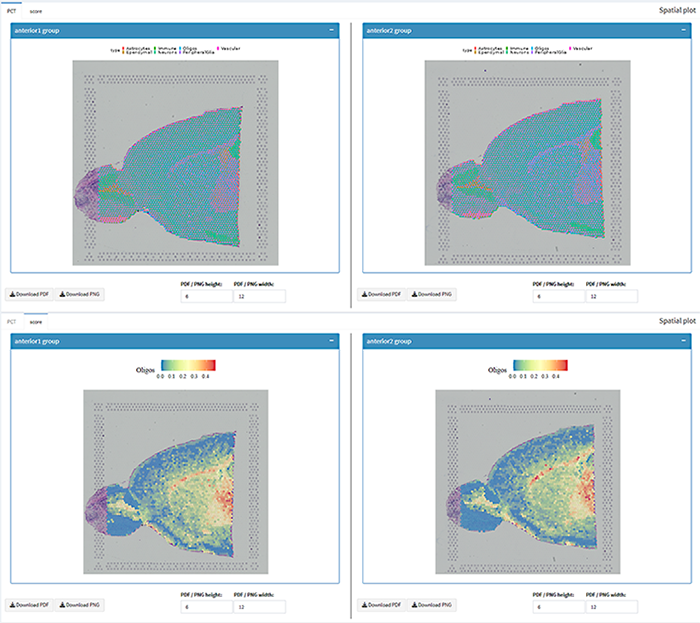 PCT score Spatial plot
anterior1 group − anterior2 group −
type Astrocytes Immune Oligos Vascular type Astrocytes Immune Oligos Vascular
Ependymal Neurons PeripheralGlia Ependymal Neurons PeripheralGlia
PDF / PNG height: PDF / PNG width: PDF / PNG height: PDF / PNG width:
Download PDF Download PNG 6 12 Download PDF Download PNG 6 12
PCT score Spatial plot
anterior1 group − anterior2 group −
Oligos Oligos
0.0 0.1 0.2 0.3 0.4 0.0 0.1 0.2 0.3 0.4
PDF / PNG height: PDF / PNG width: PDF / PNG height: PDF / PNG width:
Download PDF Download PNG 6 12 Download PDF Download PNG 6 12